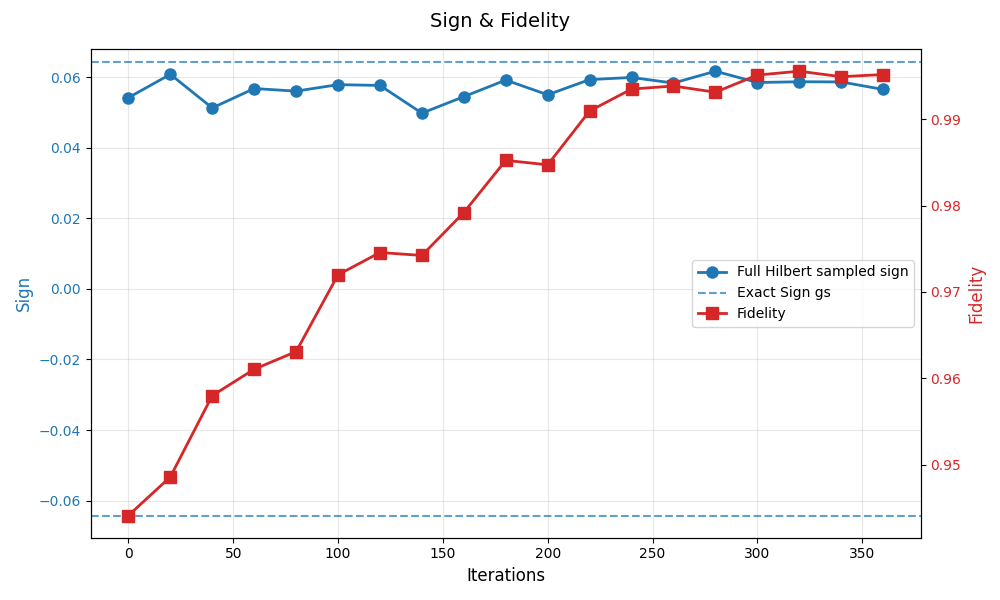 Sign & Fidelity
Sign
0.06
0.04
0.02
0.00
−0.02
−0.04
−0.06
Full Hilbert sampled sign
Exact Sign gs
Fidelity
0.99
0.98
0.97
0.96
0.95
Fidelity
0 50 100 150 200 250 300 350
Iterations